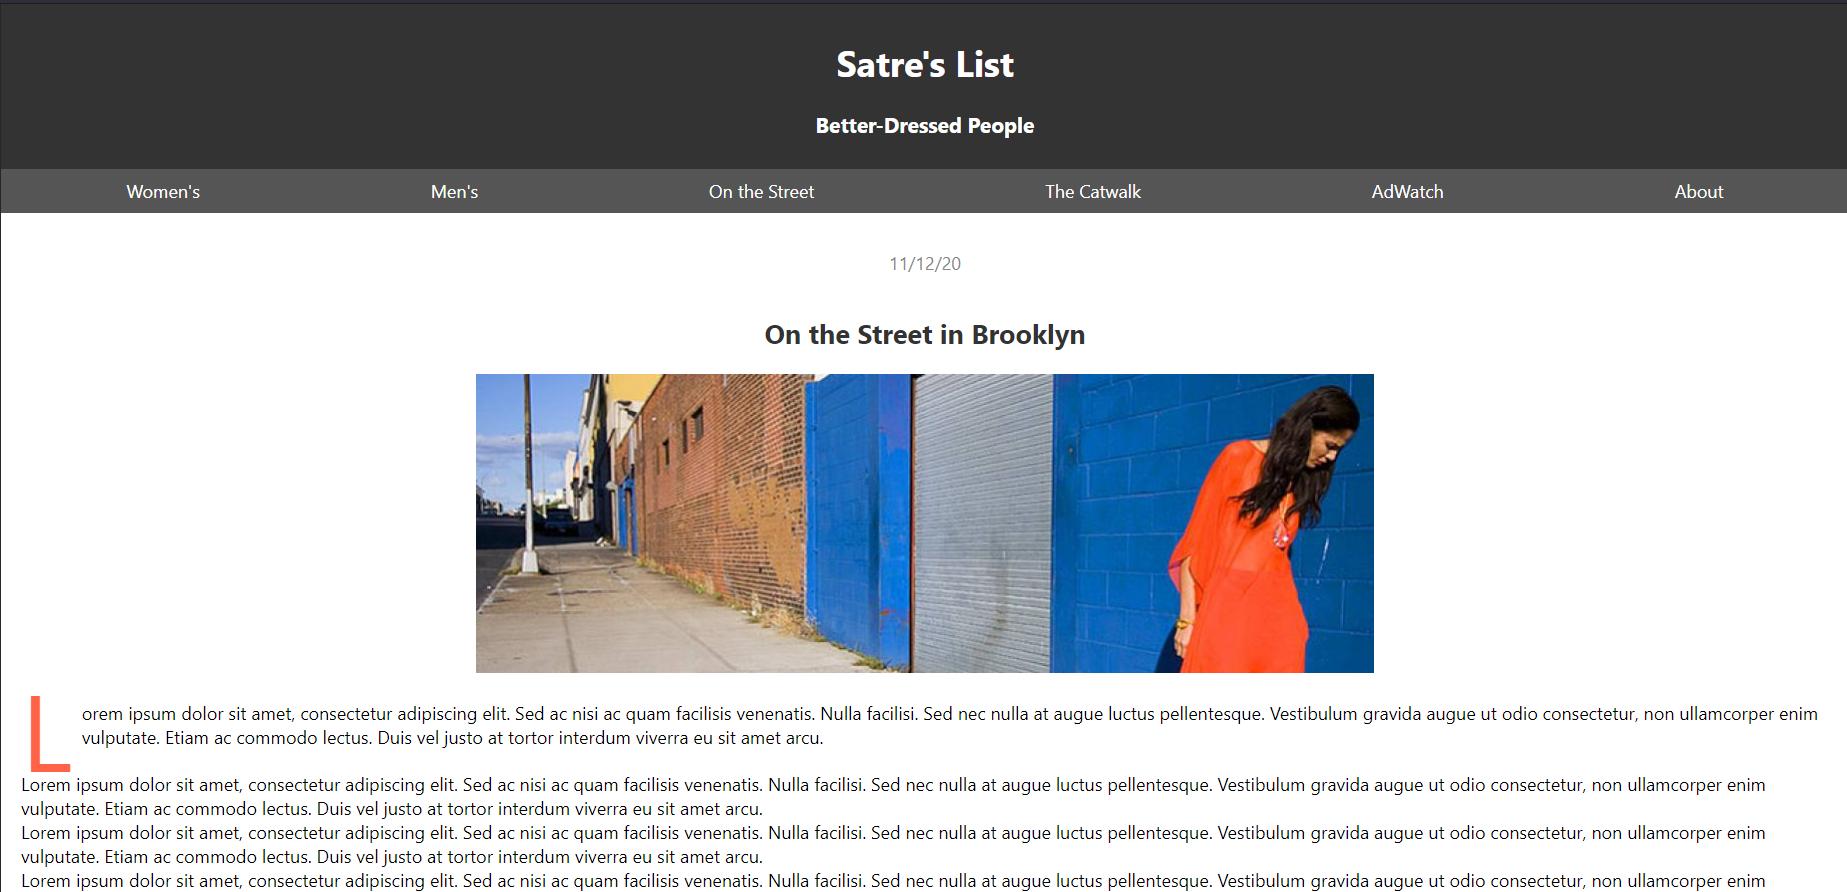 Satre's List
Better-Dressed People
Women's Men's On the Street The Catwalk AdWatch About
11/12/20
On the Street in Brooklyn
Lorem ipsum dolor sit amet, consectetur adipiscing elit. Sed ac nisi ac quam facilisis venenatis. Nulla facilisi. Sed nec nulla at augue luctus pellentesque. Vestibulum gravida augue ut odio consectetur, non ullamcorper enim
vulputate. Etiam ac commodo lectus. Duis vel justo at tortor interdum viverra eu sit amet arcu.
Lorem ipsum dolor sit amet, consectetur adipiscing elit. Sed ac nisi ac quam facilisis venenatis. Nulla facilisi. Sed nec nulla at augue luctus pellentesque. Vestibulum gravida augue ut odio consectetur, non ullamcorper enim
vulputate. Etiam ac commodo lectus. Duis vel justo at tortor interdum viverra eu sit amet arcu.
Lorem ipsum dolor sit amet, consectetur adipiscing elit. Sed ac nisi ac quam facilisis venenatis. Nulla facilisi. Sed nec nulla at augue luctus pellentesque. Vestibulum gravida augue ut odio consectetur, non ullamcorper enim
vulputate. Etiam ac commodo lectus. Duis vel justo at tortor interdum viverra eu sit amet arcu.
Lorem ipsum dolor sit amet, consectetur adipiscing elit. Sed ac nisi ac quam facilisis venenatis. Nulla facilisi. Sed nec nulla at augue luctus pellentesque. Vestibulum gravida augue ut odio consectetur, non ullamcorper enim